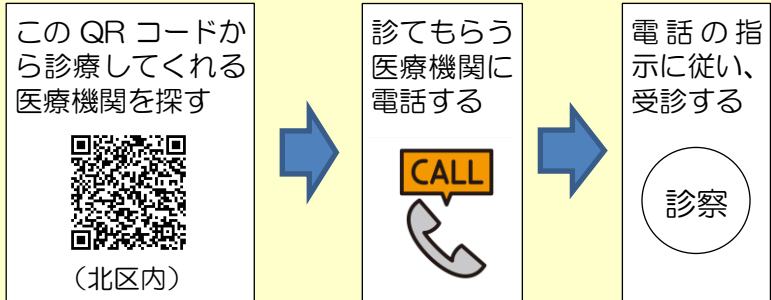 この QR コードか
ら診療してくれる
医療機関を探す
（北区内）
診てもらう
医療機関に
電話する
CALL
電話の指
示に従い、
受診する
診察